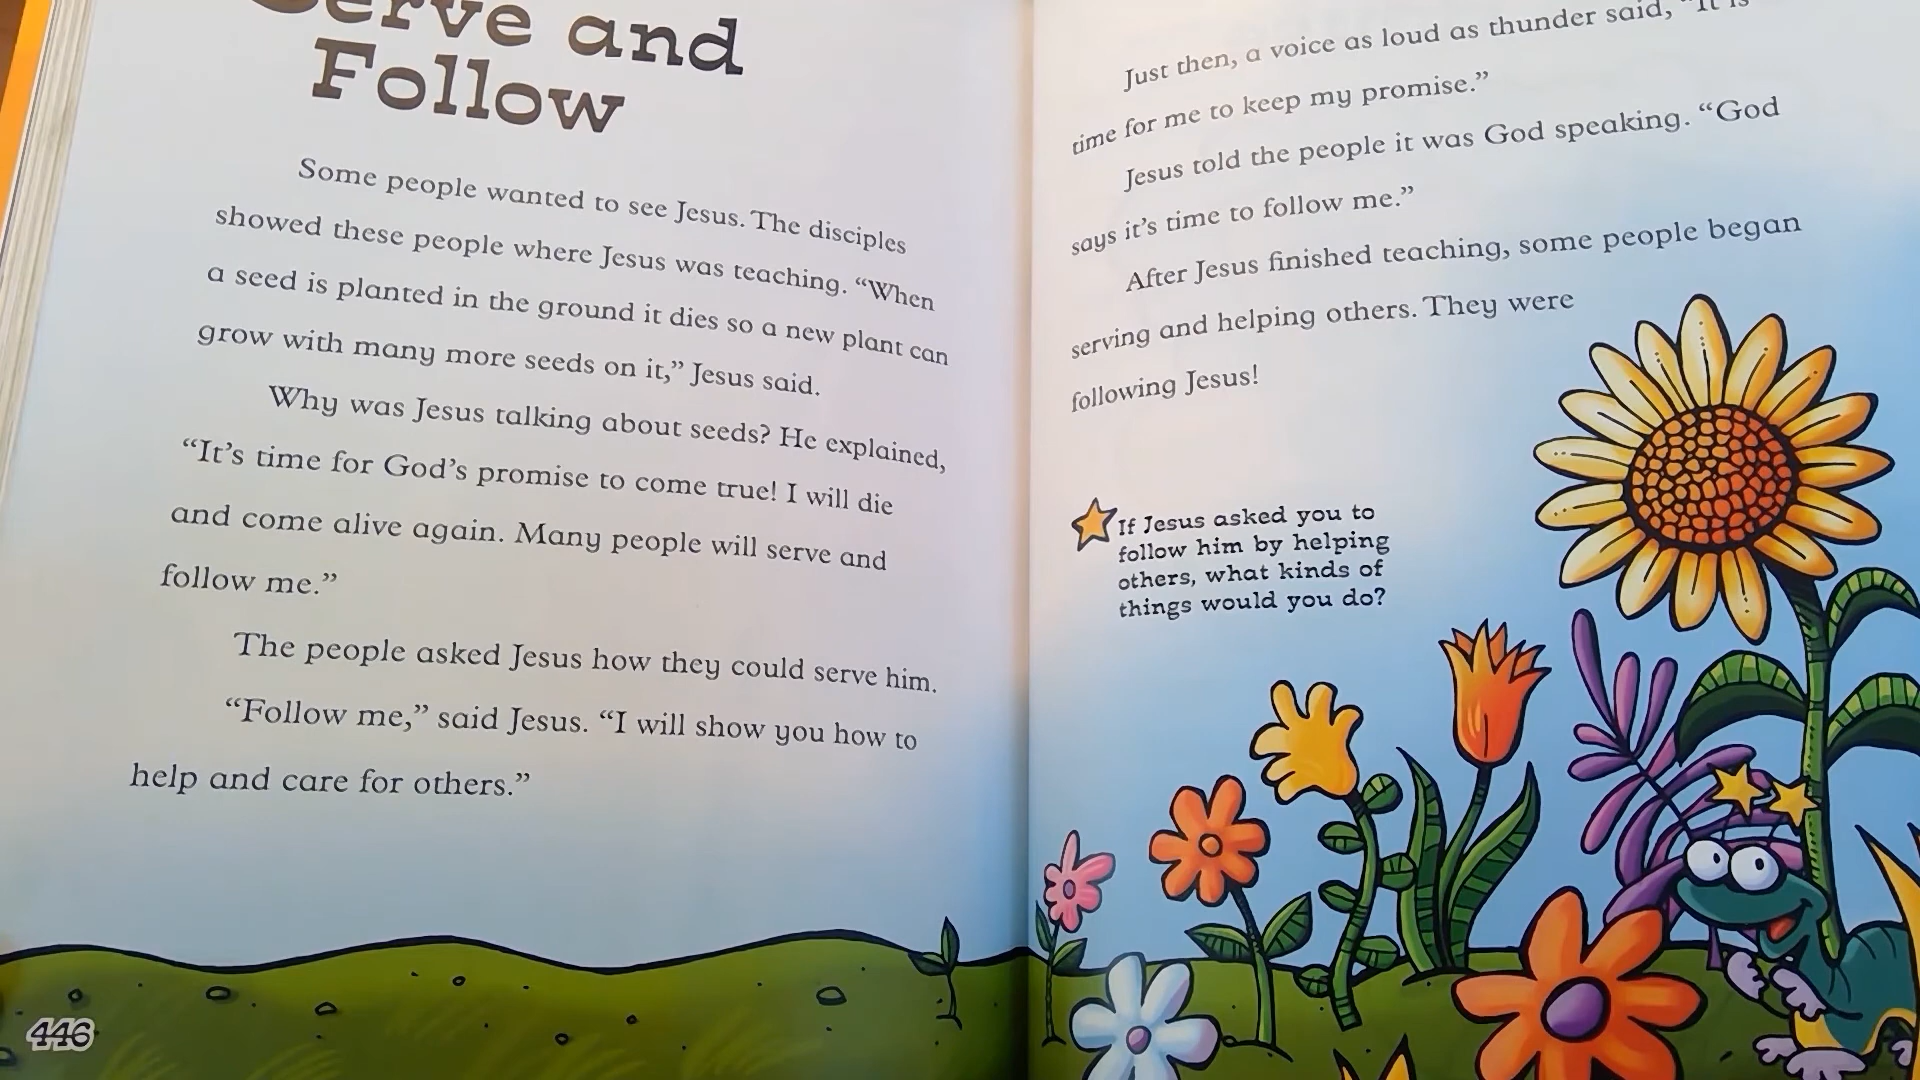 Serve and
Follow
Some people wanted to see Jesus. The disciples
showed these people where Jesus was teaching. “When
a seed is planted in the ground it dies so a new plant can
grow with many more seeds on it,” Jesus said.
Why was Jesus talking about seeds? He explained,
“It’s time for God’s promise to come true! I will die
and come alive again. Many people will serve and
follow me.”
The people asked Jesus how they could serve him.
“Follow me,” said Jesus. “I will show you how to
help and care for others.”
446
Just then, a voice as loud as thunder said, “It is
time for me to keep my promise.”
Jesus told the people it was God speaking. “God
says it’s time to follow me.”
After Jesus finished teaching, some people began
serving and helping others. They were
following Jesus!
If Jesus asked you to
follow him by helping
others, what kinds of
things would you do?